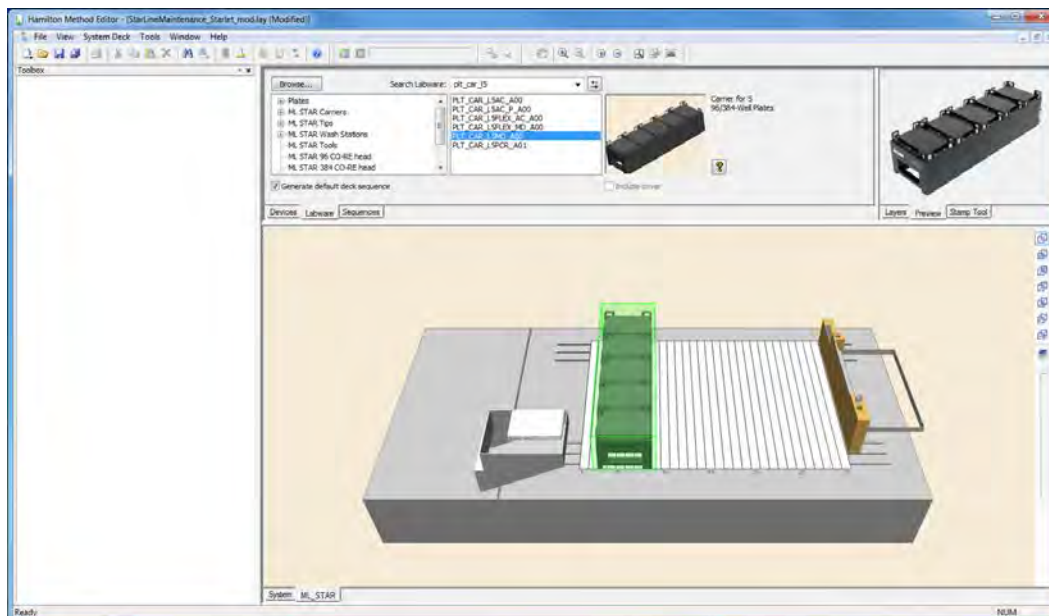 Hamilton Method Editor - [StarLineMaintenance_Starlet_mod.lay (Modified)]
File View System Deck Tools Window Help
Toolbox
Browse... Search Labware: plt_car_l5
Plates
ML STAR Carriers
ML STAR Tips
ML STAR Wash Stations
ML STAR Tools
ML STAR 96 CO-RE head
ML STAR 384 CO-RE head
PLT_CAR_L5AC_A00
PLT_CAR_L5AC_P_A00
PLT_CAR_L5FLEX_AC_A00
PLT_CAR_L5FLEX_MD_A00
PLT_CAR_L5MD_A00
PLT_CAR_L5PCR_A01
Carrier for 5
96/384-Well Plates
Generate default deck sequence
Include cover
Devices Labware Sequences
Layers Preview Stamp Tool
System ML_STAR
Ready
NUM